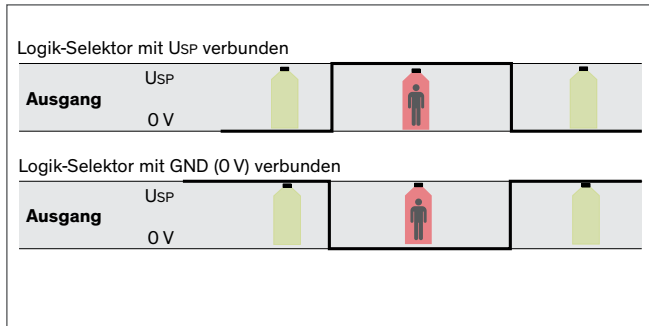 Logik-Selektor mit USP verbunden
USP
Ausgang
0 V
Logik-Selektor mit GND (0 V) verbunden
USP
Ausgang
0 V